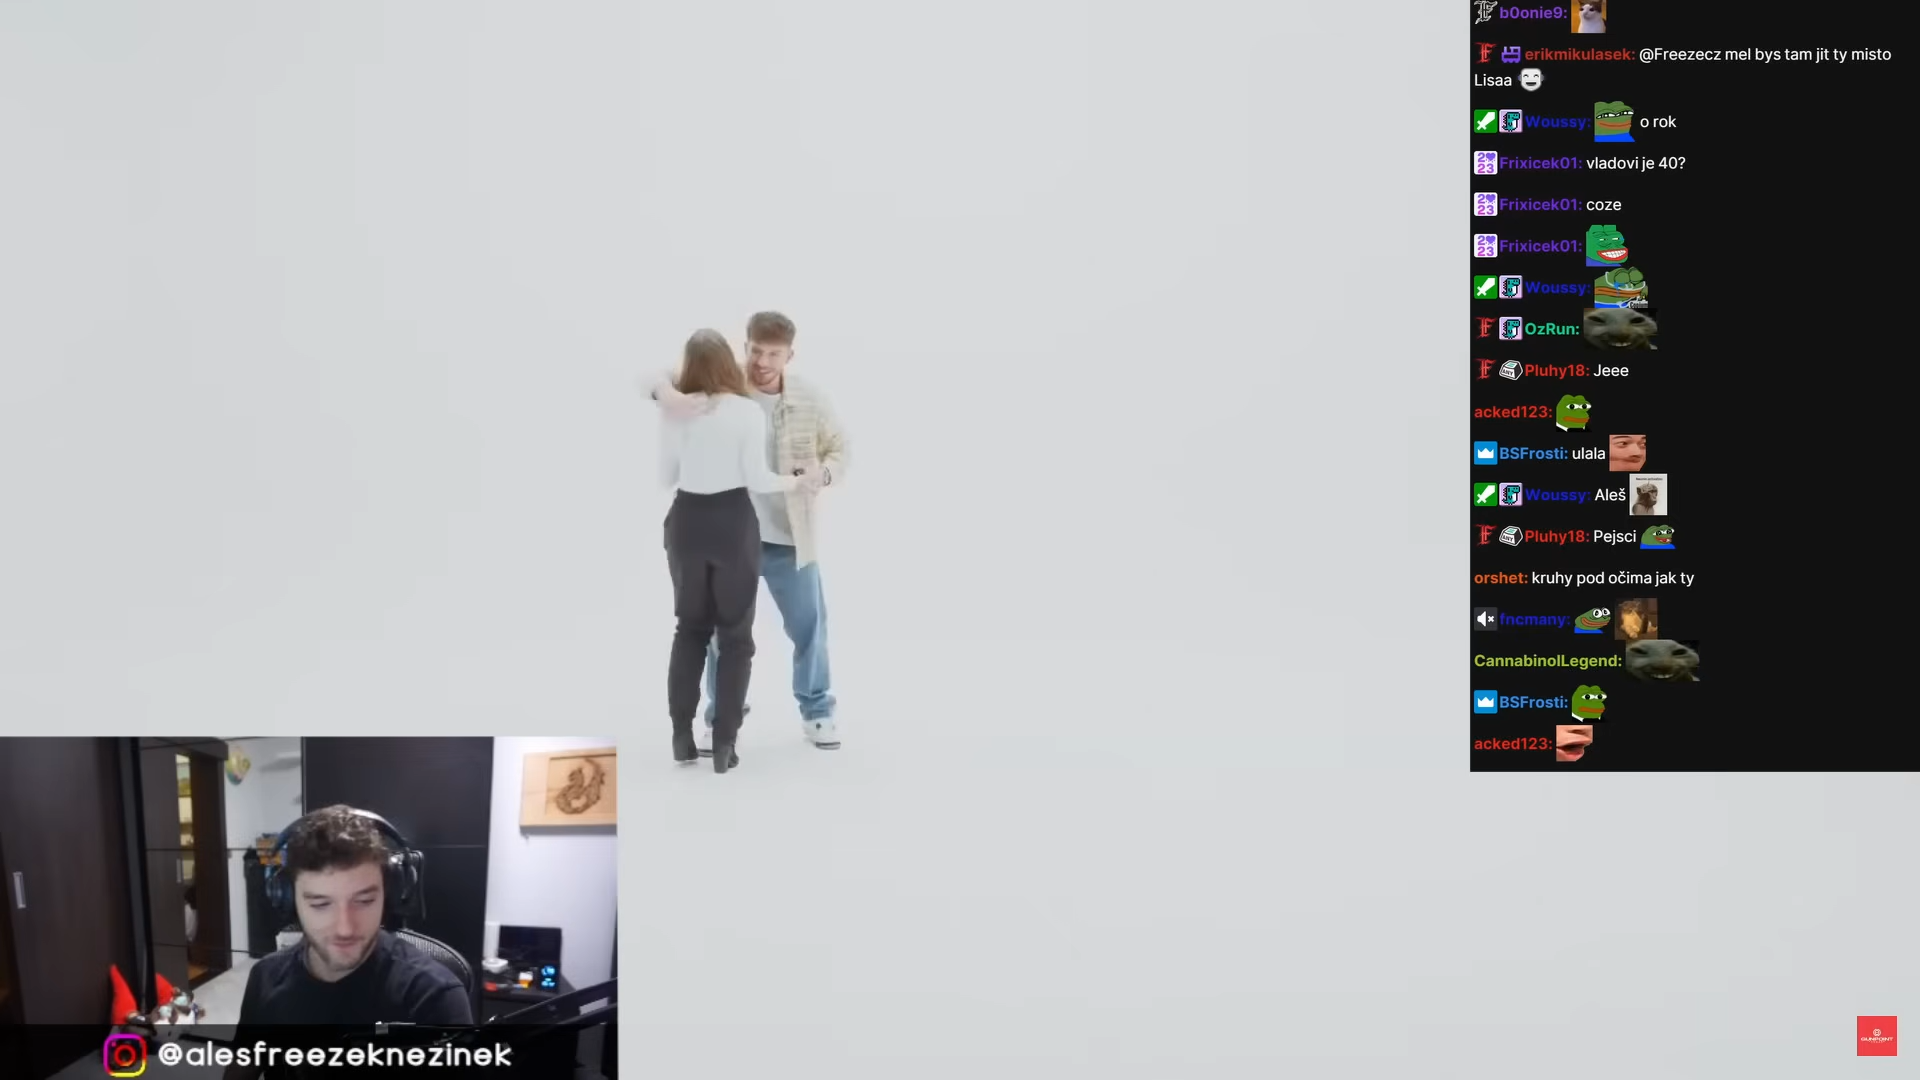 b0onie9:
erikmikulasek: @Freezecz mel bys tam jit ty misto
Lisaa
Woussy: o rok
Frixicek01: vladovi je 40?
Frixicek01: coze
Frixicek01:
Woussy:
OzRun:
Pluhy18: Jeee
acked123:
BSFrosti: ulala
Woussy: Aleš
Pluhy18: Pejsci
orshet: kruhy pod očima jak ty
fncmany:
CannabinolLegend:
BSFrosti:
acked123:
@alesfreezeknezinek
GUNPOINT